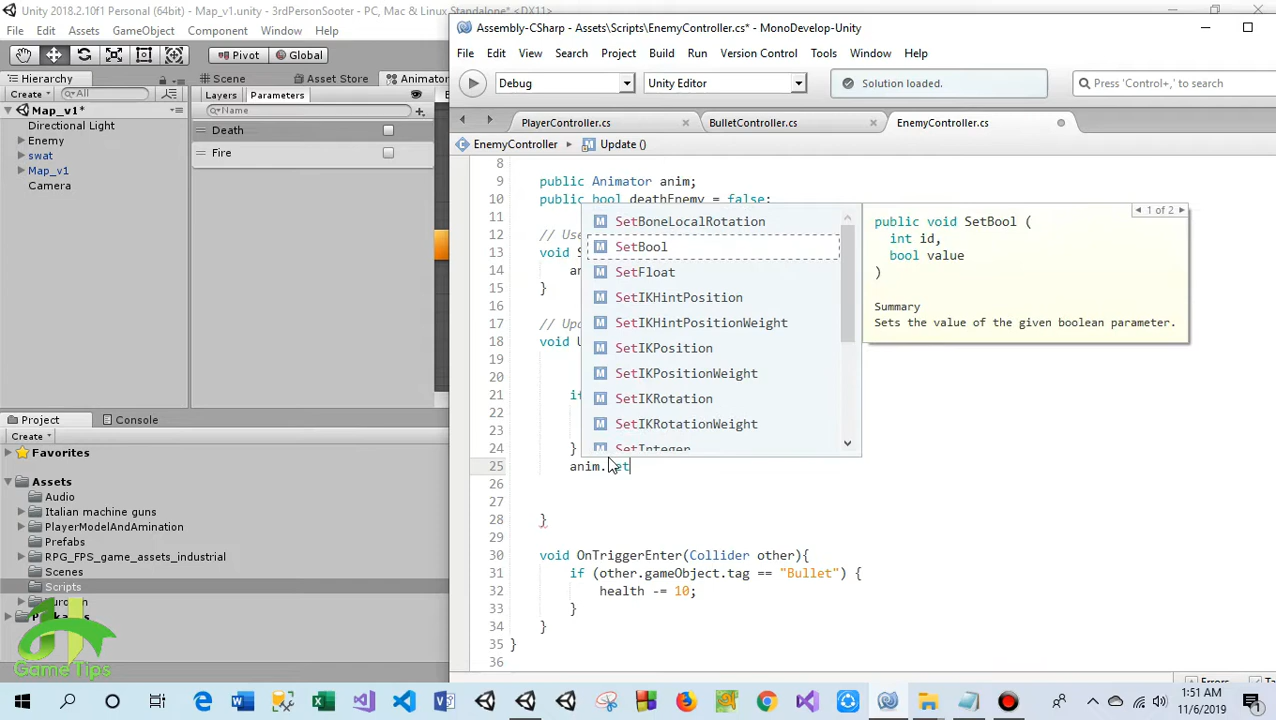 Unity 2018.2.10f1 Personal (64bit) - Map_v1.unity - 3rdPersonSooter - PC, Mac & Linux Standalone* <DX11>
File Edit Assets GameObject Component Window Help
Pivot Global
Hierarchy Scene Asset Store Animator
Create All Layers Parameters
Map_v1* Name
Directional Light Death
Enemy
swat Fire
Map_v1
Camera
Project Console
Create
Favorites
Assets
Audio
Italian machine guns
PlayerModelAndAmination
Prefabs
RPG_FPS_game_assets_industrial
Scenes
Scripts
Game Tips
Assembly-CSharp - Assets\Scripts\EnemyController.cs* - MonoDevelop-Unity
File Edit View Search Project Build Run Version Control Tools Window Help
Debug Unity Editor Solution loaded. Press 'Control+,' to search
PlayerController.cs BulletController.cs EnemyController.cs
EnemyController Update ()
8
9 public Animator anim;
10 public bool deathEnemy = false;
11
12 // Use
13 void S
14 an
15 }
16
17 // Upd
18 void U
19
20
21 if
22
23
24 }
25 anim.Set
26
27
28 }
29
30 void OnTriggerEnter(Collider other){
31 if (other.gameObject.tag == "Bullet") {
32 health -= 10;
33 }
34 }
35 }
36
SetBoneLocalRotation
SetBool
SetFloat
SetIKHintPosition
SetIKHintPositionWeight
SetIKPosition
SetIKPositionWeight
SetIKRotation
SetIKRotationWeight
SetInteger
1 of 2
public void SetBool (
int id,
bool value
)
Summary
Sets the value of the given boolean parameter.
Errors
1:51 AM
11/6/2019
1